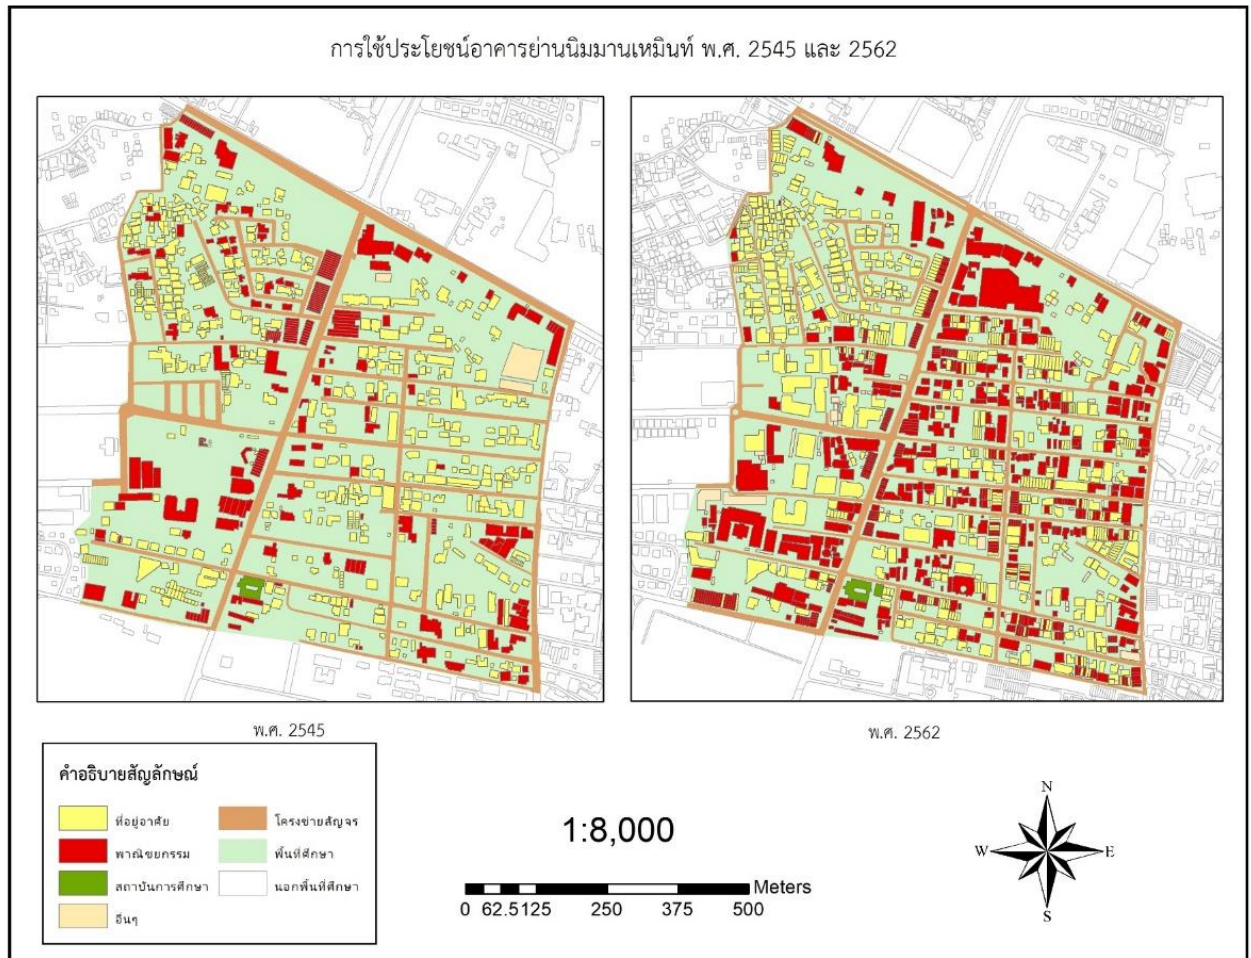 การใช้ประโยชน์อาคารย่านนิมมานเหมินท์ พ.ศ. 2545 และ 2562
พ.ศ. 2545
พ.ศ. 2562
คำอธิบายสัญลักษณ์
ที่อยู่อาศัย
โครงข่ายสัญจร
พาณิชยกรรม
พื้นที่ศึกษา
สถาบันการศึกษา
นอกพื้นที่ศึกษา
อื่นๆ
1:8,000
Meters
0 62.5 125 250 375 500
N
W E
S